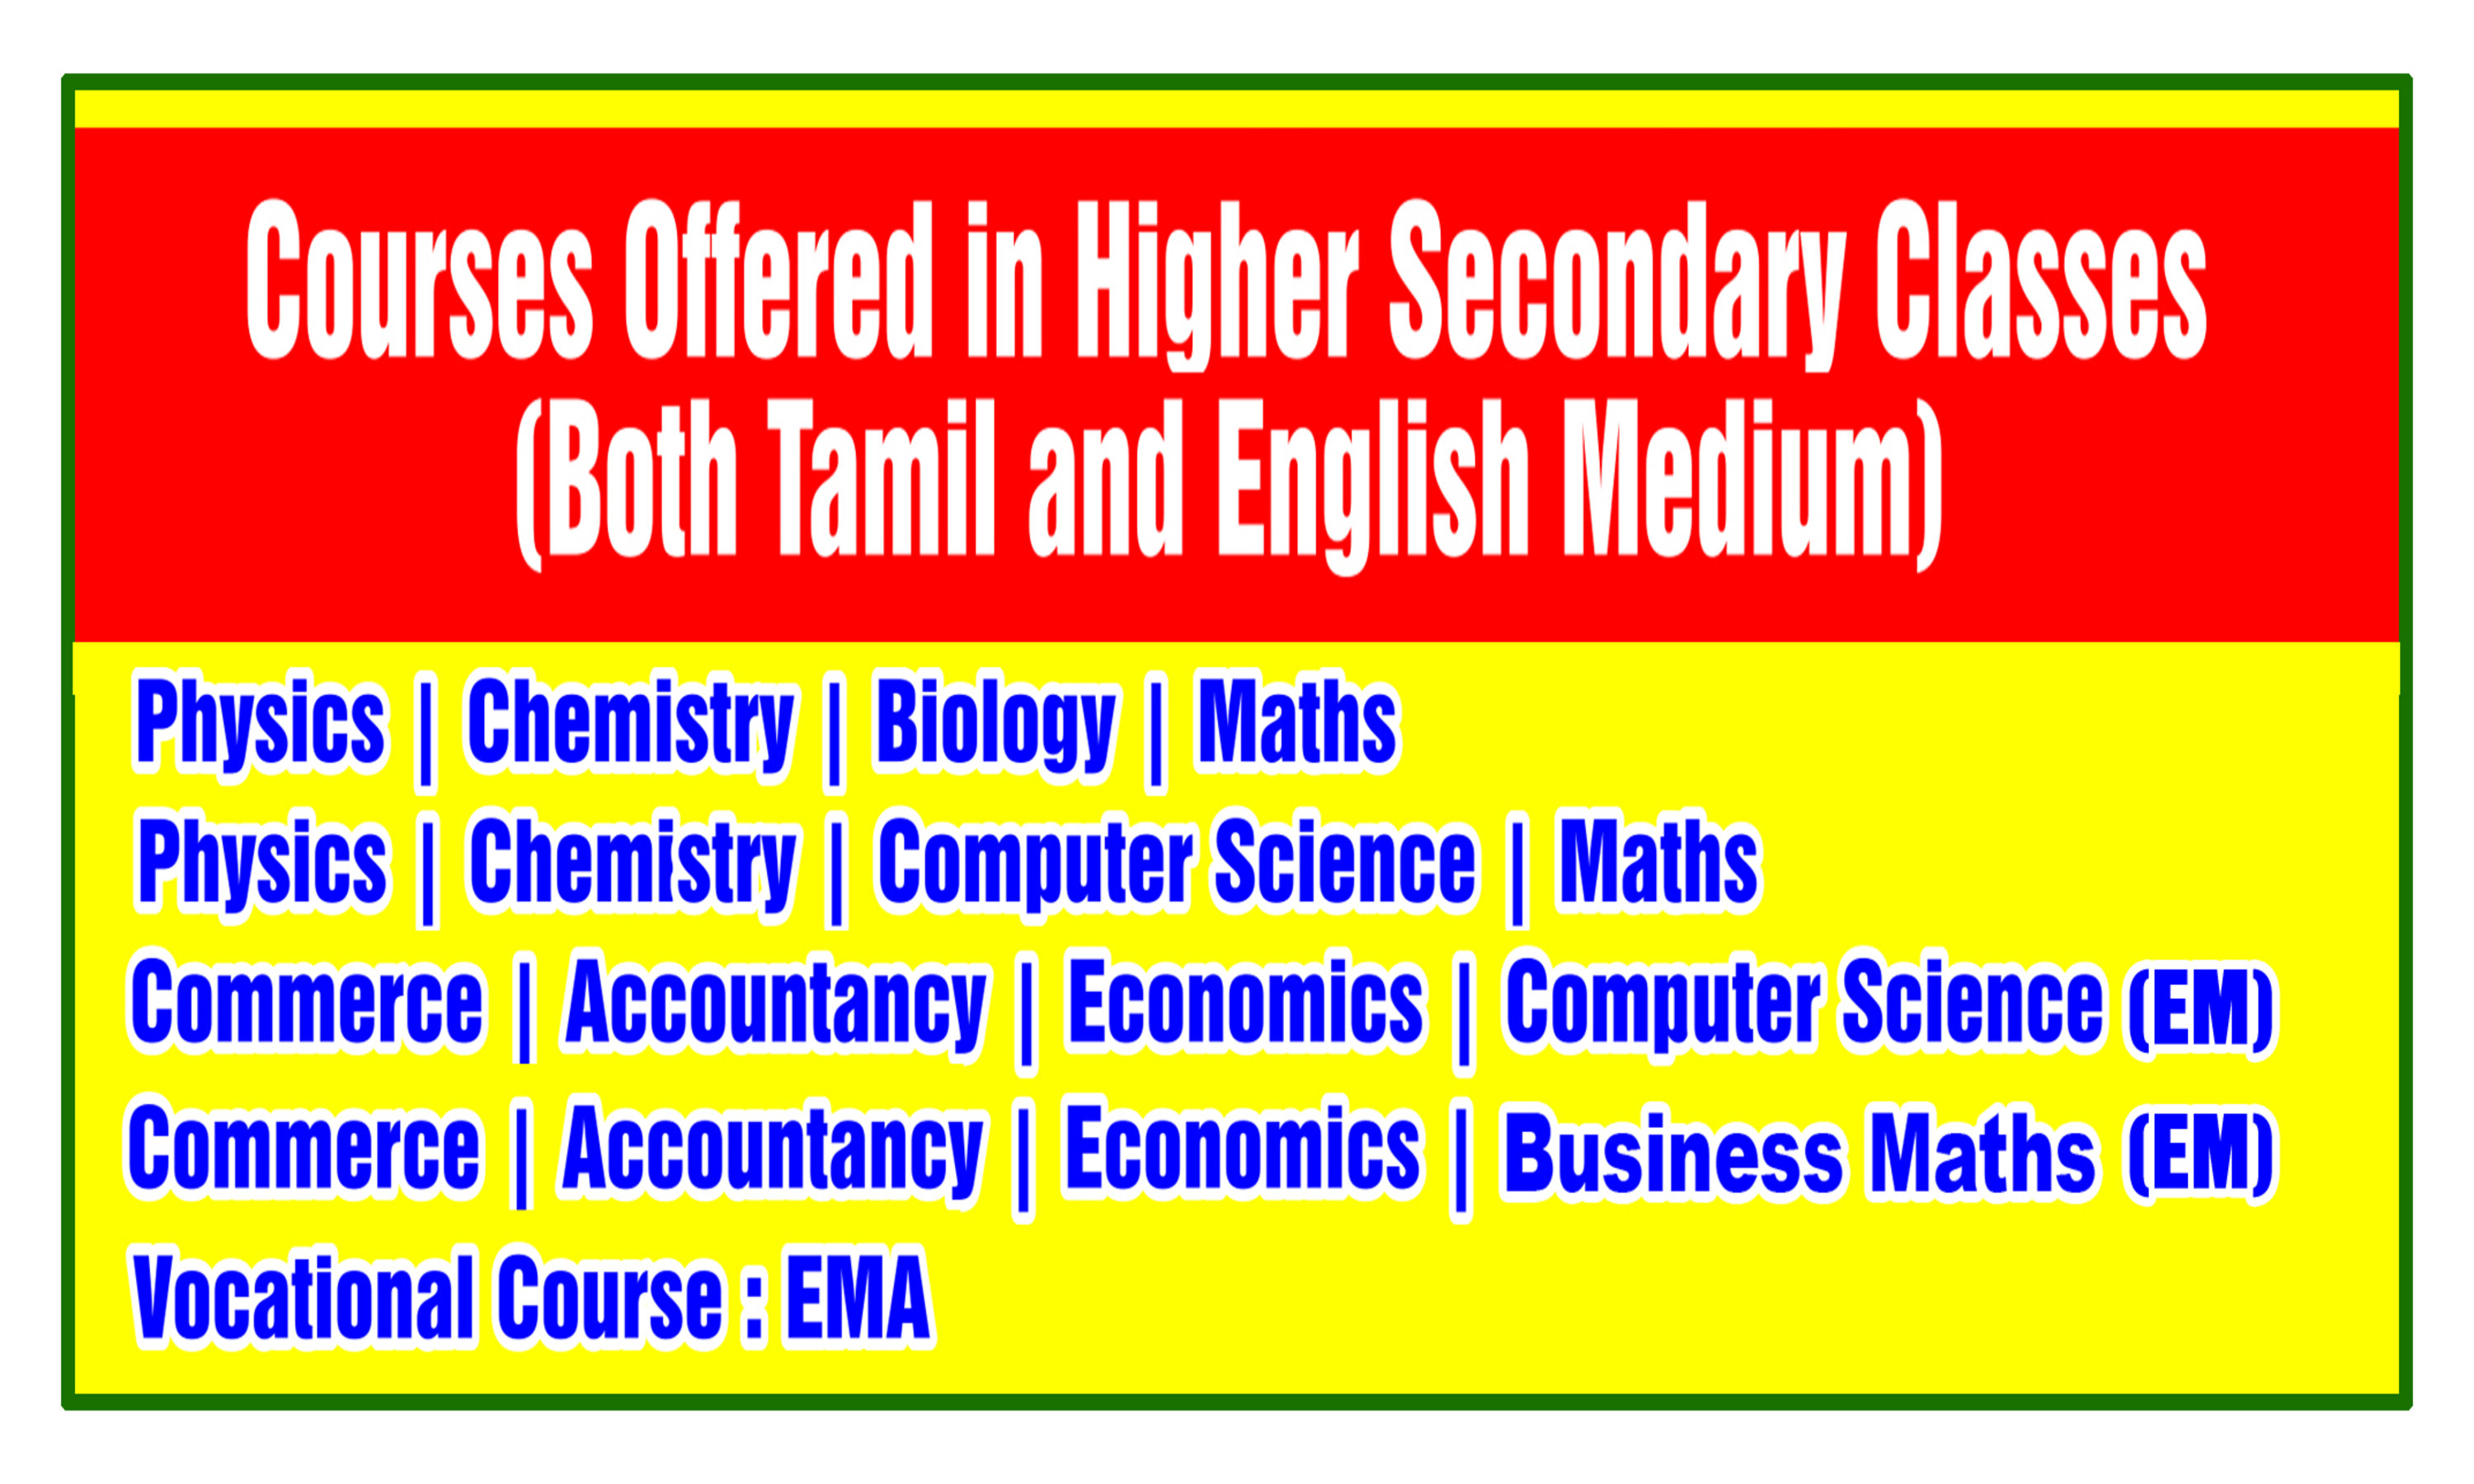 Courses Offered in Higher Secondary Classes
(Both Tamil and English Medium)
Physics | Chemistry | Biology | Maths
Physics | Chemistry | Computer Science | Maths
Commerce | Accountancy | Economics | Computer Science (EM)
Commerce | Accountancy | Economics | Business Maths (EM)
Vocational Course : EMA